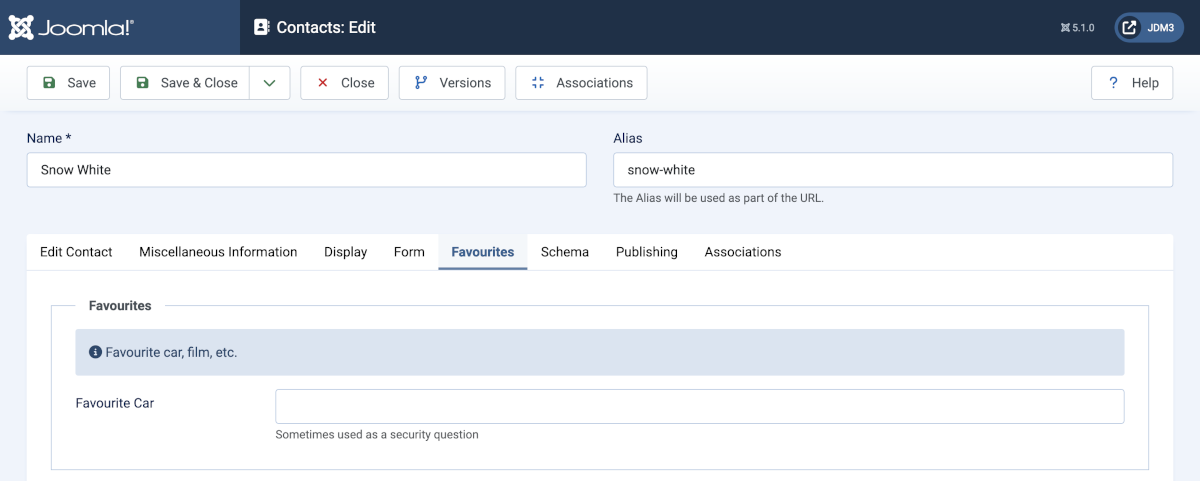 Joomla!®
Contacts: Edit
5.1.0
JDM3
Save
Save & Close
Close
Versions
Associations
? Help
Name *
Alias
Snow White
snow-white
The Alias will be used as part of the URL.
Edit Contact
Miscellaneous Information
Display
Form
Favourites
Schema
Publishing
Associations
Favourites
Favourite car, film, etc.
Favourite Car
Sometimes used as a security question